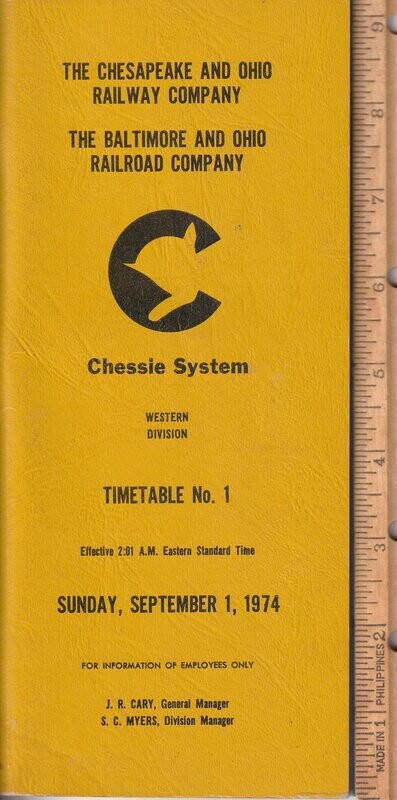 THE CHESAPEAKE AND OHIO
RAILWAY COMPANY
THE BALTIMORE AND OHIO
RAILROAD COMPANY
Chessie System
WESTERN
DIVISION
TIMETABLE No. 1
Effective 2:01 A.M. Eastern Standard Time
SUNDAY, SEPTEMBER 1, 1974
FOR INFORMATION OF EMPLOYEES ONLY
J. R. CARY, General Manager
S. C. MYERS, Division Manager
MADE IN PHILIPPINES
1
2
3
4
5
6
7
8
9